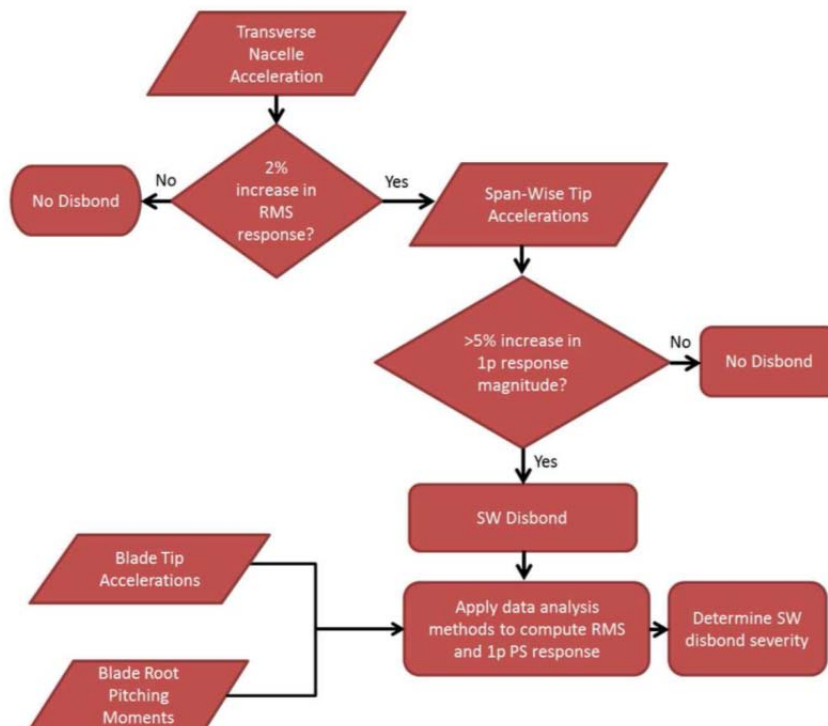 Transverse
Nacelle
Acceleration
2%
increase in
RMS
response?
No
No Disbond
Yes
Span-Wise Tip
Accelerations
>5% increase in
1p response
magnitude?
No
No Disbond
Yes
SW Disbond
Blade Tip
Accelerations
Blade Root
Pitching
Moments
Apply data analysis
methods to compute RMS
and 1p PS response
Determine SW
disbond severity